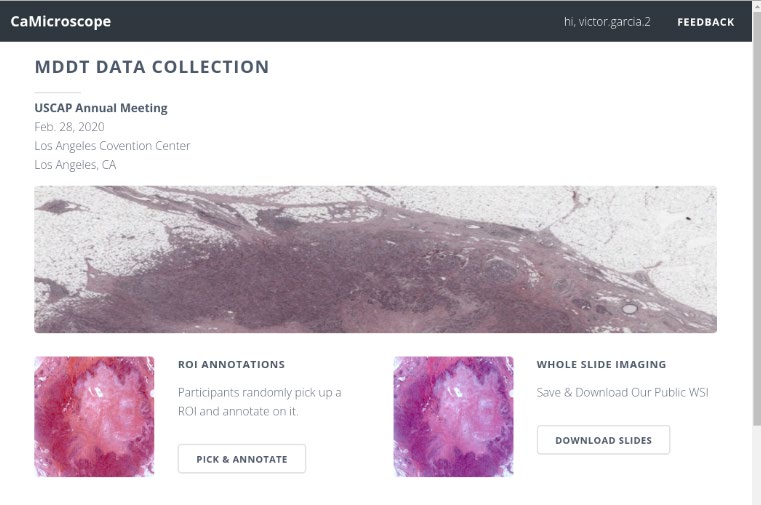 CaMicroscope
hi, victor.garcia.2
FEEDBACK
MDDT DATA COLLECTION
USCAP Annual Meeting
Feb. 28, 2020
Los Angeles Covention Center
Los Angeles, CA
ROI ANNOTATIONS
Participants randomly pick up a
ROI and annotate on it.
PICK & ANNOTATE
WHOLE SLIDE IMAGING
Save & Download Our Public WSI
DOWNLOAD SLIDES